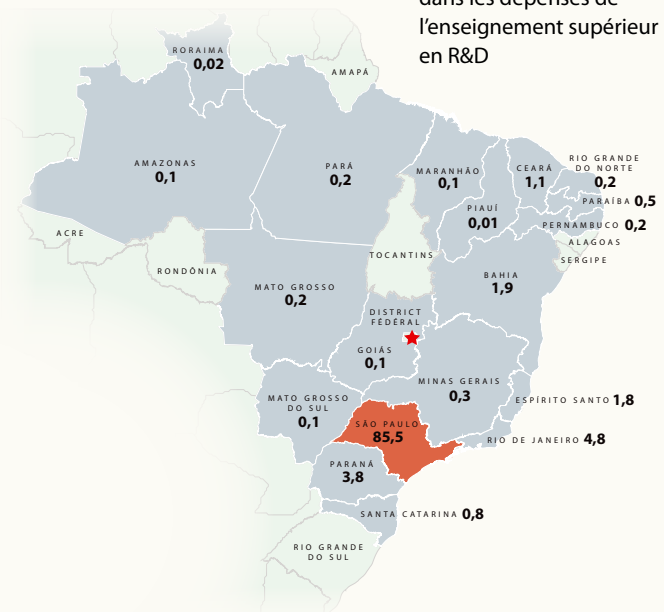 dans les dépenses de
l'enseignement supérieur
en R&D
RORAIMA
0,02
AMAPÁ
AMAZONAS
0,1
PARÁ
0,2
MARANHÃO
0,1
CEARÁ
1,1
RIO GRANDE
DO NORTE
0,2
PARAÍBA 0,5
PIAUÍ
0,01
PERNAMBUCO 0,2
ALAGOAS
SERGIPE
ACRE
RONDÔNIA
TOCANTINS
MATO GROSSO
0,2
BAHIA
1,9
DISTRICT
FÉDÉRAL
GOIÁS
0,1
MINAS GERAIS
0,3
ESPÍRITO SANTO 1,8
MATO GROSSO
DO SUL
0,1
SÃO PAULO
85,5
RIO DE JANEIRO 4,8
PARANÁ
3,8
SANTA CATARINA 0,8
RIO GRANDE
DO SUL